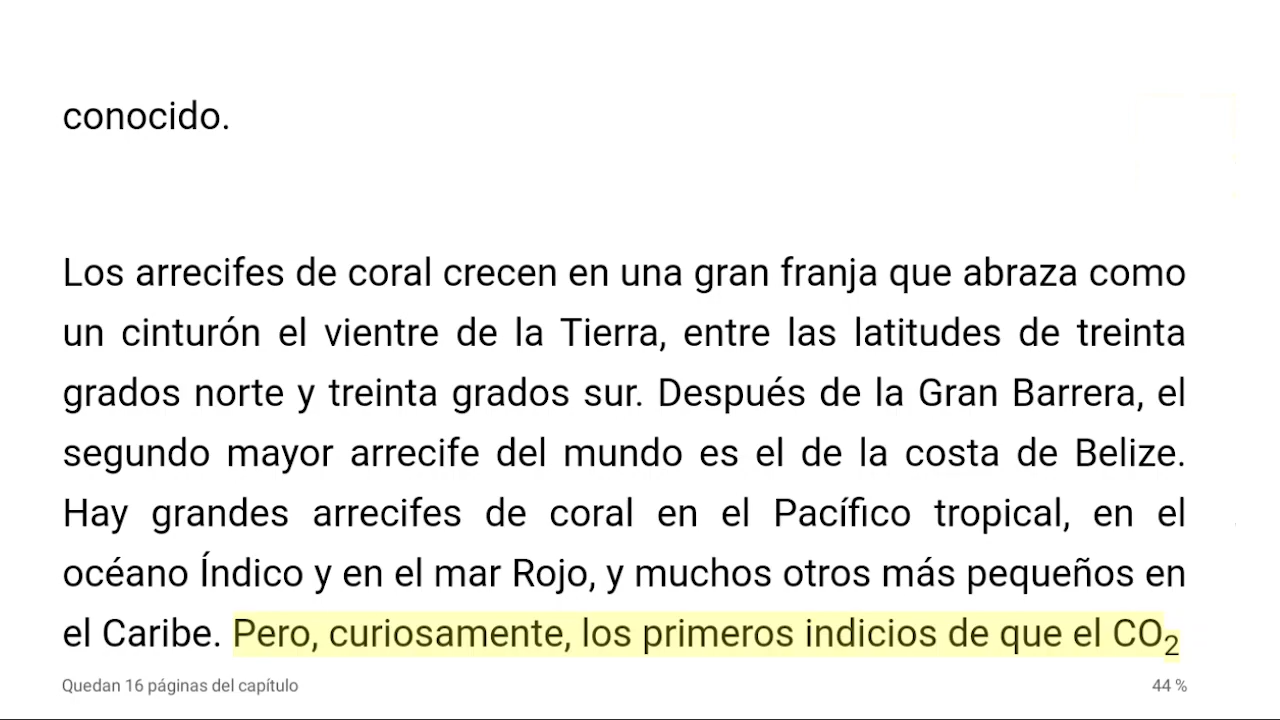 conocido.
Los arrecifes de coral crecen en una gran franja que abraza como
un cinturón el vientre de la Tierra, entre las latitudes de treinta
grados norte y treinta grados sur. Después de la Gran Barrera, el
segundo mayor arrecife del mundo es el de la costa de Belize.
Hay grandes arrecifes de coral en el Pacífico tropical, en el
océano Índico y en el mar Rojo, y muchos otros más pequeños en
el Caribe. Pero, curiosamente, los primeros indicios de que el CO₂
Quedan 16 páginas del capítulo 44 %